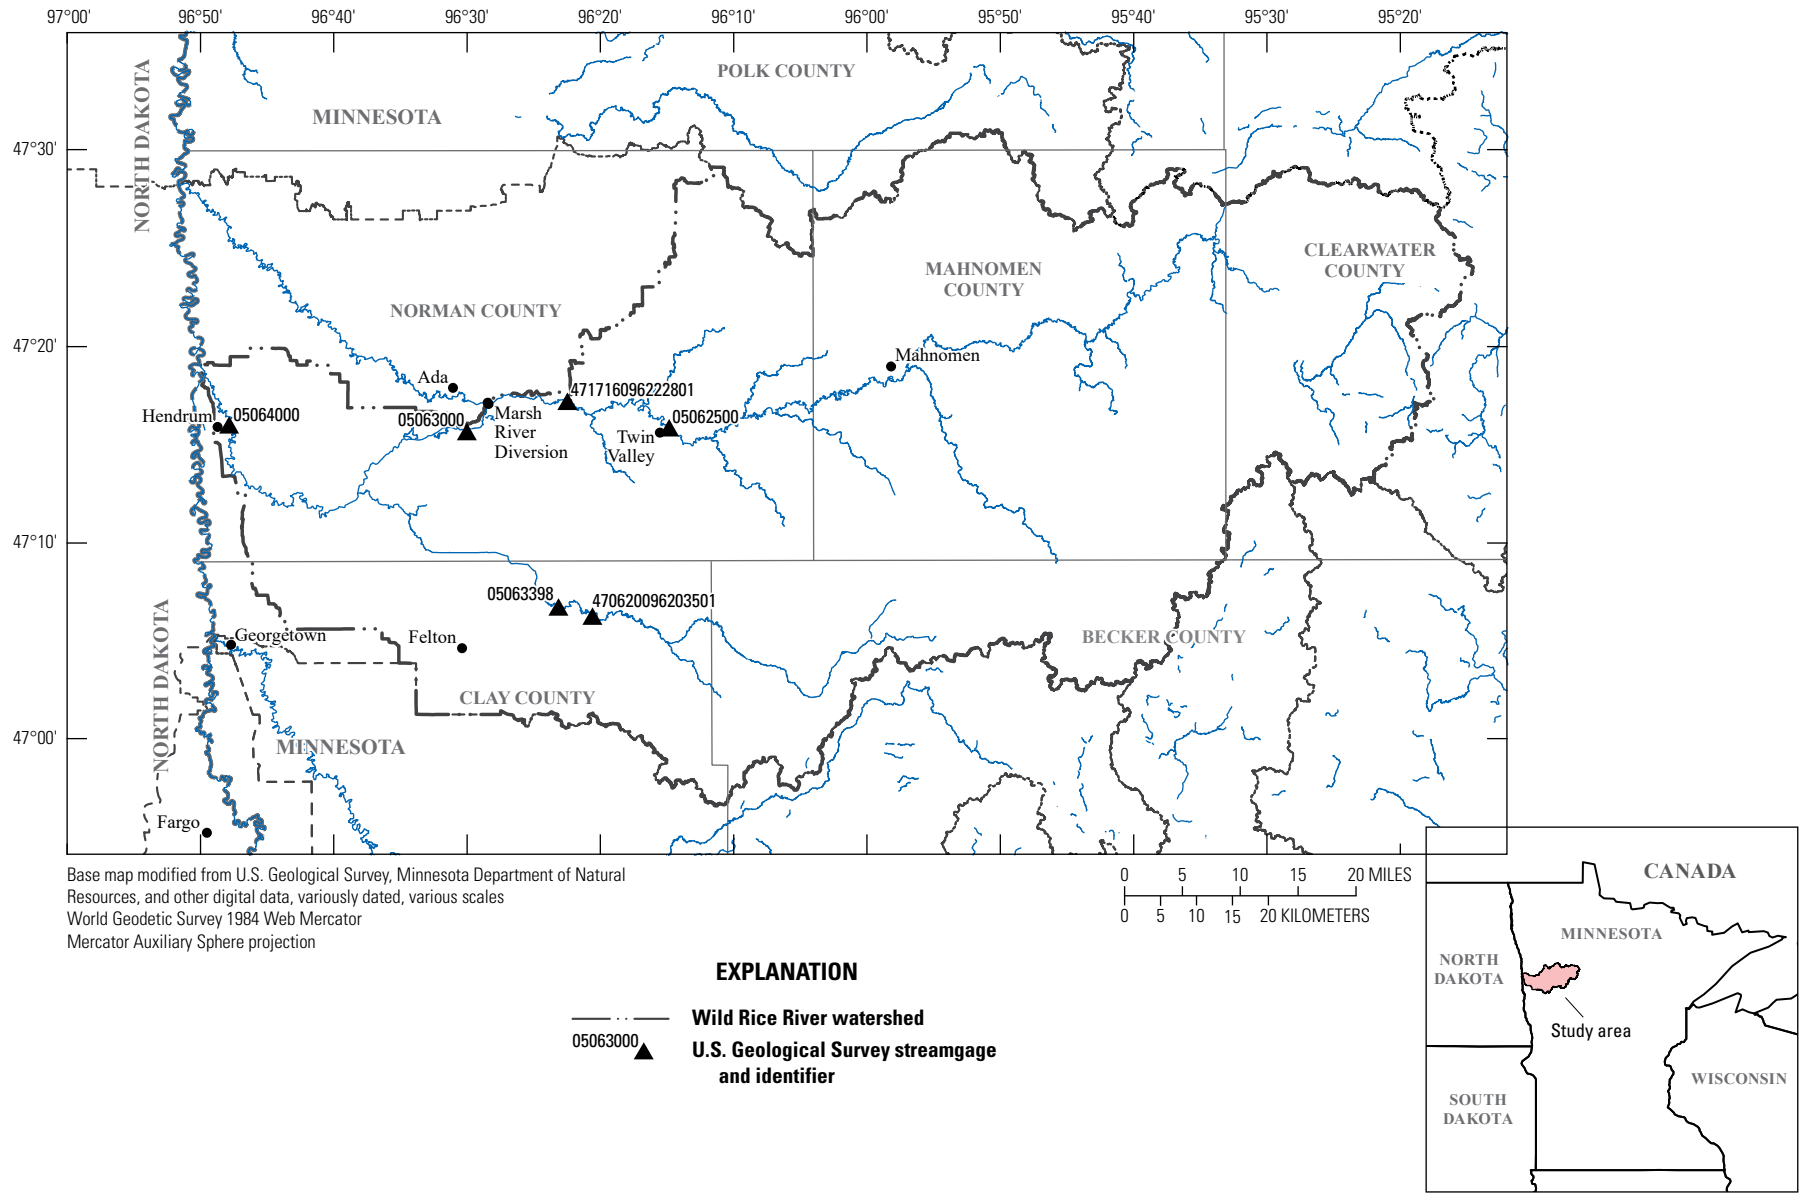 97°00'
96°50'
96°40'
96°30'
96°20'
96°10'
96°00'
95°50'
95°40'
95°30'
95°20'
47°30'
47°20'
47°10'
47°00'
NORTH DAKOTA
MINNESOTA
POLK COUNTY
NORMAN COUNTY
MAHNOMEN
COUNTY
CLEARWATER
COUNTY
Mahnomen
Ada
471716096222801
Hendrum
05064000
05063000
Marsh
River
Diversion
05062500
Twin
Valley
05063398
470620096203501
NORTH DAKOTA
Georgetown
Felton
BECKER COUNTY
CLAY COUNTY
MINNESOTA
Fargo
Base map modified from U.S. Geological Survey, Minnesota Department of Natural
Resources, and other digital data, variously dated, various scales
World Geodetic Survey 1984 Web Mercator
Mercator Auxiliary Sphere projection
0 5 10 15 20 MILES
0 5 10 15 20 KILOMETERS
EXPLANATION
Wild Rice River watershed
05063000
U.S. Geological Survey streamgage
and identifier
CANADA
MINNESOTA
NORTH
DAKOTA
Study area
WISCONSIN
SOUTH
DAKOTA